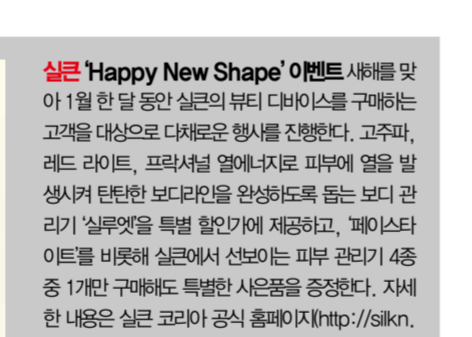 실큰 ‘Happy New Shape’ 이벤트 새해를 맞
아 1월 한 달 동안 실큰의 뷰티 디바이스를 구매하는
고객을 대상으로 다채로운 행사를 진행한다. 고주파,
레드 라이트, 프락셔널 열에너지로 피부에 열을 발
생시켜 탄탄한 보디라인을 완성하도록 돕는 보디 관
리기 ‘실루엣’을 특별 할인가에 제공하고, ‘페이스타
이트’를 비롯해 실큰에서 선보이는 피부 관리기 4종
중 1개만 구매해도 특별한 사은품을 증정한다. 자세
한 내용은 실큰 코리아 공식 홈페이지(http://silkn.